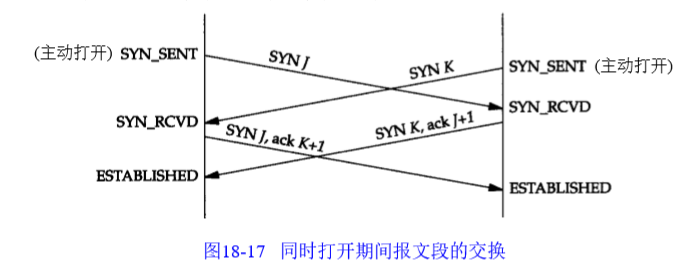 (主动打开) SYN_SENT
SYN J
SYN K
SYN_SENT (主动打开)
SYN_RCVD
SYN_RCVD
SYN J, ack K+1
SYN K, ack J+1
ESTABLISHED
ESTABLISHED
图18-17 同时打开期间报文段的交换